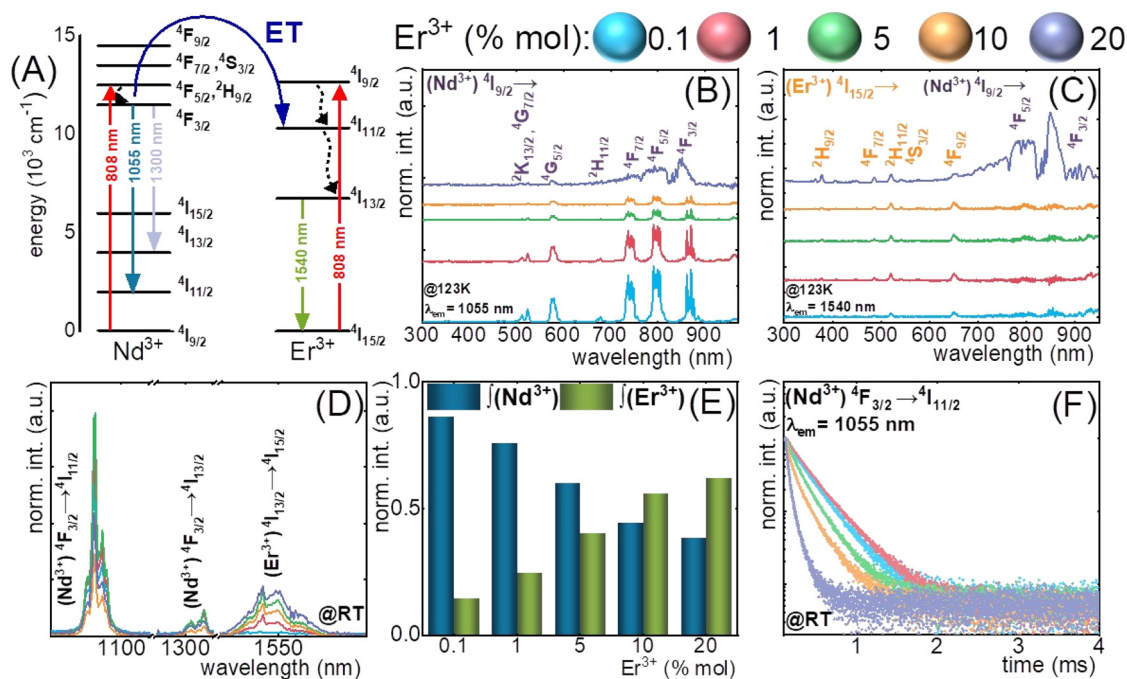 Er³⁺ (% mol): 0.1 1 5 10 20
(A)
energy (10³ cm⁻¹)
15
10
5
0
ET
⁴F₉/₂
⁴F₇/₂ ,⁴S₃/₂
⁴F₅/₂ ,²H₉/₂
⁴F₃/₂
⁴I₁₅/₂
⁴I₁₃/₂
⁴I₁₁/₂
⁴I₉/₂
808 nm
1055 nm
1300 nm
Nd³⁺
⁴I₉/₂
⁴I₁₁/₂
⁴I₁₃/₂
⁴I₁₅/₂
1540 nm
808 nm
Er³⁺
(B)
norm. int. (a.u.)
(Nd³⁺) ⁴I₉/₂↓
²K₁₃/₂ , ⁴G₇/₂
⁴G₅/₂
²H₁₁/₂
⁴F₇/₂
⁴F₅/₂
⁴F₃/₂
@123K
λem = 1055 nm
300 400 500 600 700 800 900
wavelength (nm)
(C)
norm. int. (a.u.)
(Er³⁺) ⁴I₁₅/₂→ (Nd³⁺) ⁴I₉/₂→
²H₉/₂
⁴F₇/₂
²H₁₁/₂
⁴S₃/₂
⁴F₉/₂
⁴F₅/₂
⁴F₃/₂
@123K
λem = 1540 nm
300 400 500 600 700 800 900
wavelength (nm)
(D)
norm. int. (a.u.)
(Nd³⁺) ⁴F₃/₂→⁴I₁₁/₂
(Nd³⁺) ⁴F₃/₂→⁴I₁₃/₂
(Er³⁺) ⁴I₁₃/₂→⁴I₁₅/₂
@RT
1100 1300 1550
wavelength (nm)
(E)
1.0
0.5
0.0
∫(Nd³⁺) ∫(Er³⁺)
0.1 1 5 10 20
Er³⁺ (% mol)
(F)
norm. int. (a.u.)
(Nd³⁺) ⁴F₃/₂→⁴I₁₁/₂
λem = 1055 nm
@RT
1 2 3 4
time (ms)